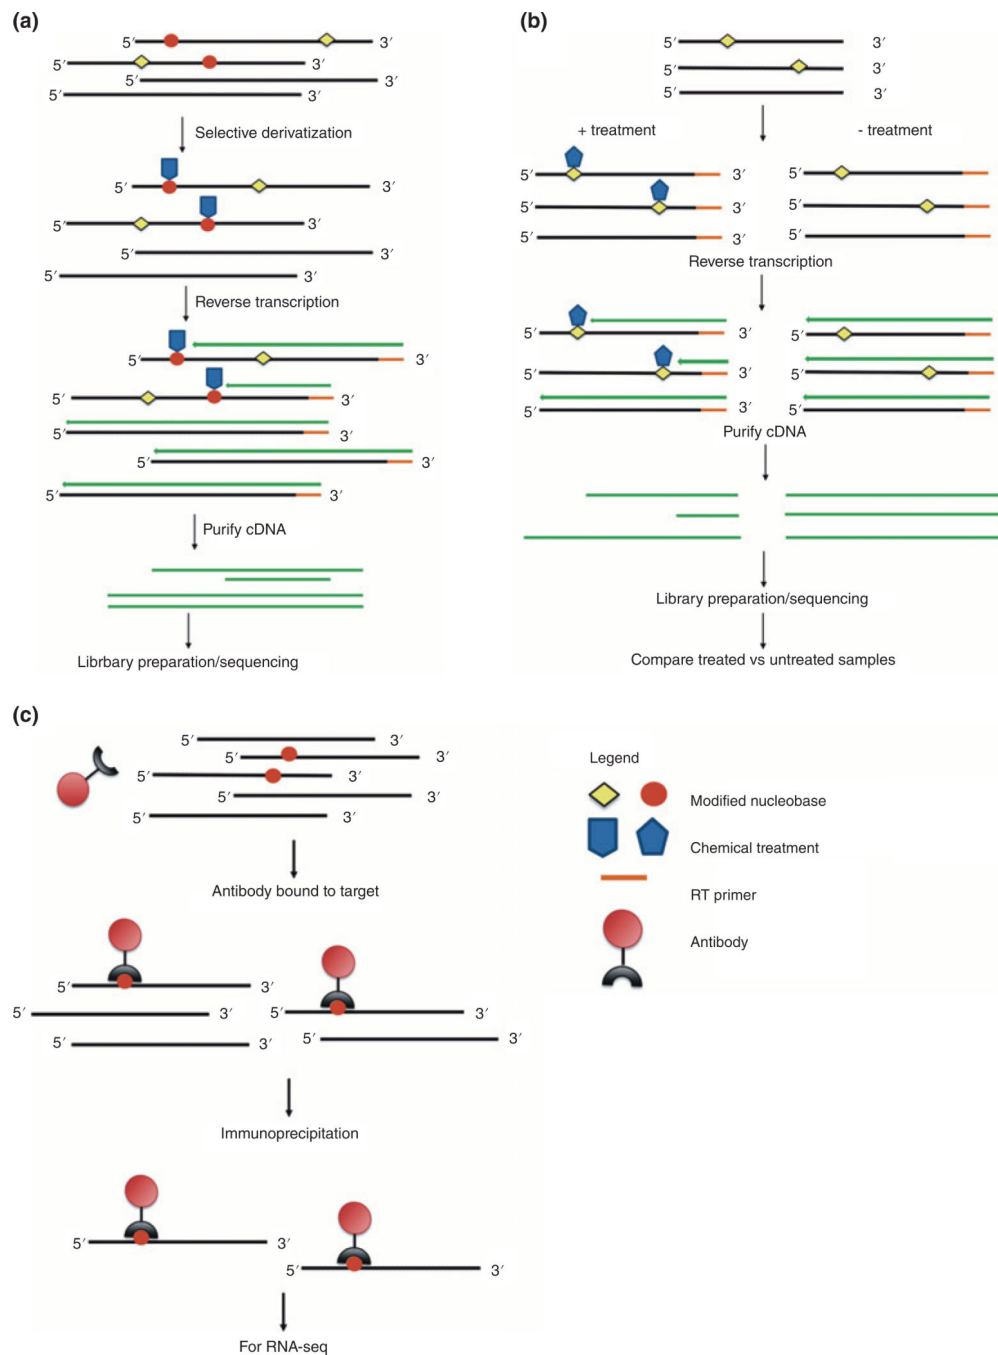 (a)
5′ 3′
5′ 3′
5′ 3′
5′ 3′
Selective derivatization
5′ 3′
5′ 3′
5′ 3′
5′ 3′
Reverse transcription
5′ 3′
5′ 3′
5′ 3′
5′ 3′
5′ 3′
Purify cDNA
Librbary preparation/sequencing
(b)
5′ 3′
5′ 3′
5′ 3′
+ treatment - treatment
5′ 3′ 5′
5′ 3′ 5′
5′ 3′ 5′
Reverse transcription
5′ 3′ 5′
5′ 3′ 5′
5′ 3′ 5′
Purify cDNA
Library preparation/sequencing
Compare treated vs untreated samples
(c)
5′ 3′
5′ 3′
5′ 3′
5′ 3′
5′ 3′
Antibody bound to target
5′ 3′
5′ 3′
5′ 3′
5′ 3′
5′ 3′
Immunoprecipitation
5′ 3′
5′ 3′
For RNA-seq
Legend
Modified nucleobase
Chemical treatment
RT primer
Antibody